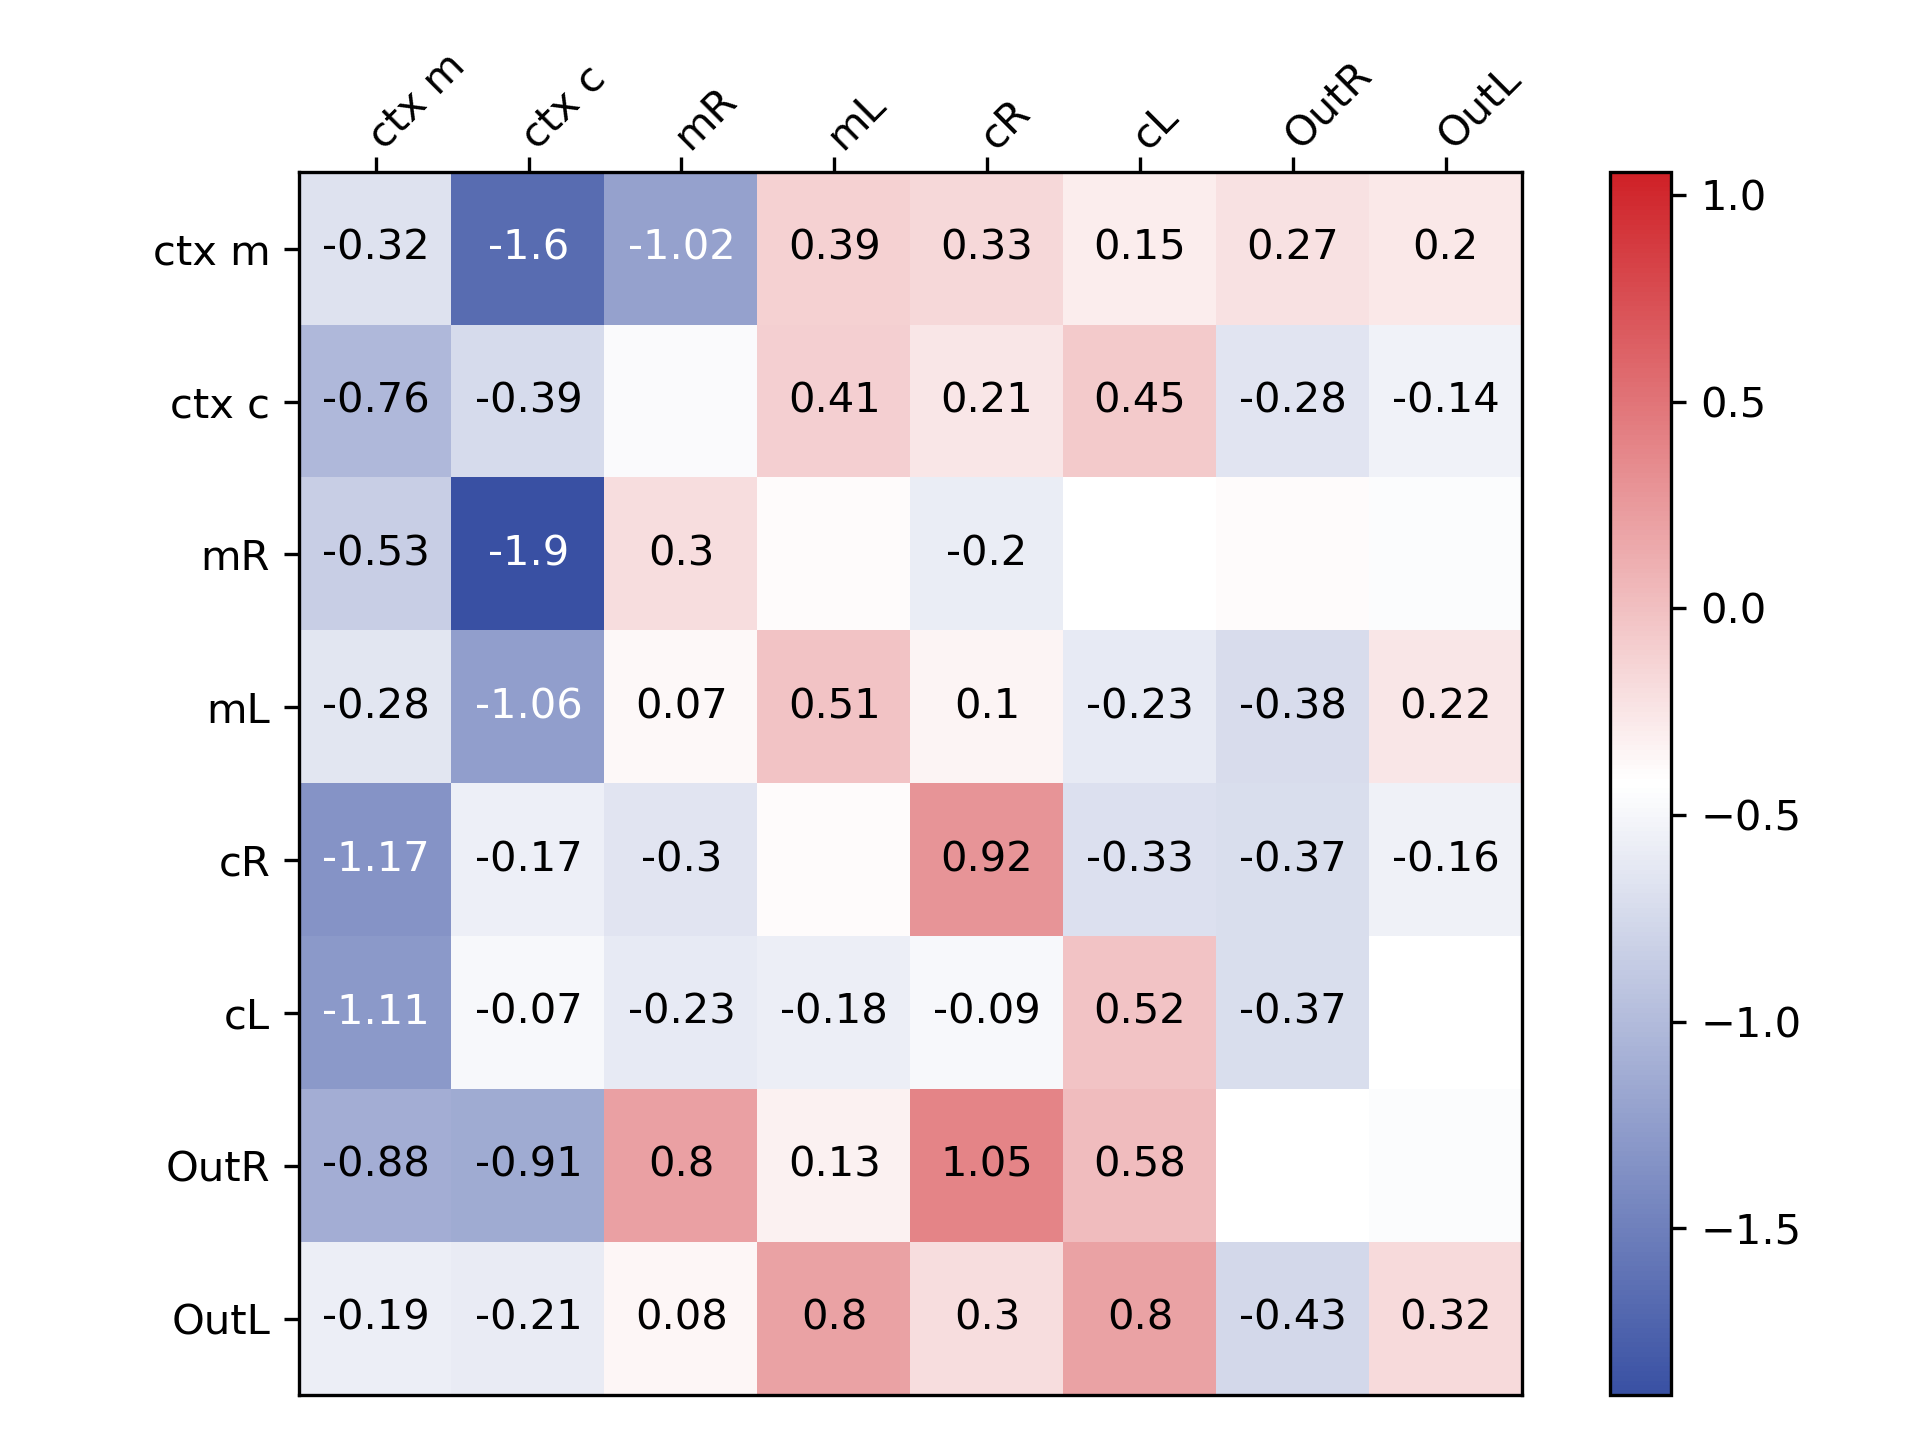 ctx m ctx c mR mL cR cL OutR OutL
ctx m -0.32 -1.6 -1.02 0.39 0.33 0.15 0.27 0.2
ctx c -0.76 -0.39 0.41 0.21 0.45 -0.28 -0.14
mR -0.53 -1.9 0.3 -0.2
mL -0.28 -1.06 0.07 0.51 0.1 -0.23 -0.38 0.22
cR -1.17 -0.17 -0.3 0.92 -0.33 -0.37 -0.16
cL -1.11 -0.07 -0.23 -0.18 -0.09 0.52 -0.37
OutR -0.88 -0.91 0.8 0.13 1.05 0.58
OutL -0.19 -0.21 0.08 0.8 0.3 0.8 -0.43 0.32
1.0
0.5
0.0
−0.5
−1.0
−1.5